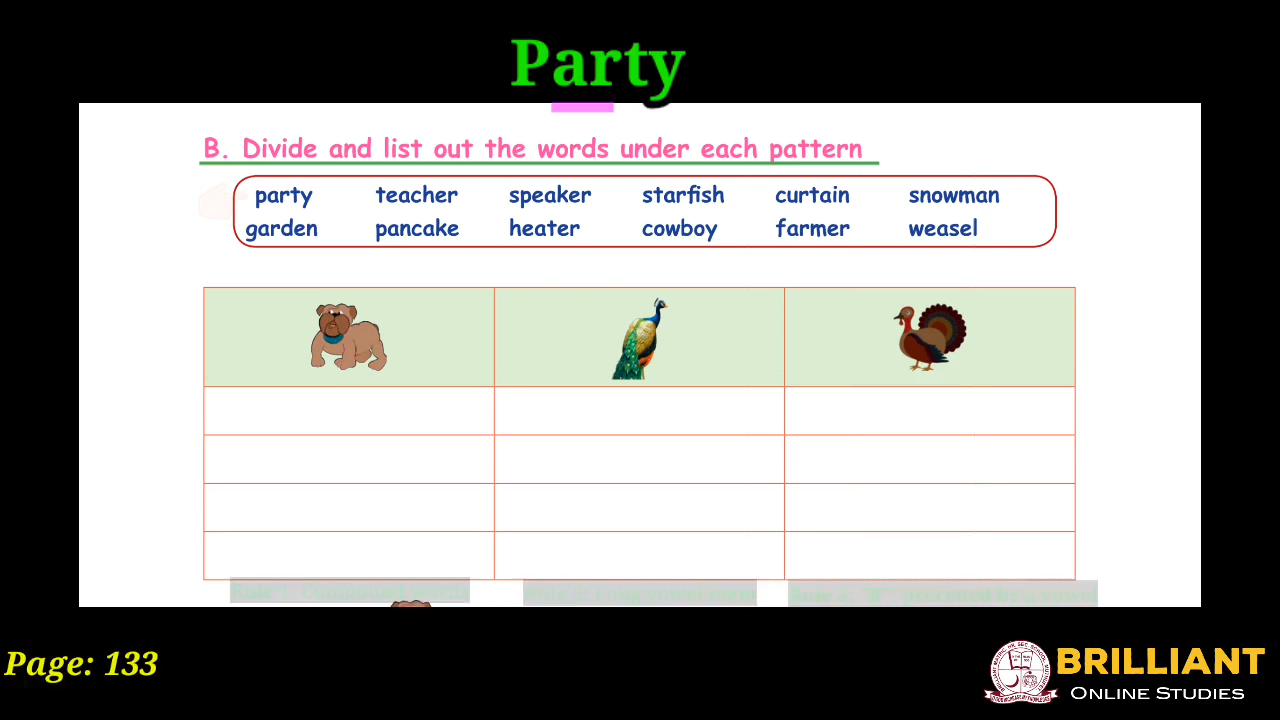 Party
B. Divide and list out the words under each pattern
party teacher speaker starfish curtain snowman
garden pancake heater cowboy farmer weasel
Page: 133
BRILLIANT
ONLINE STUDIES